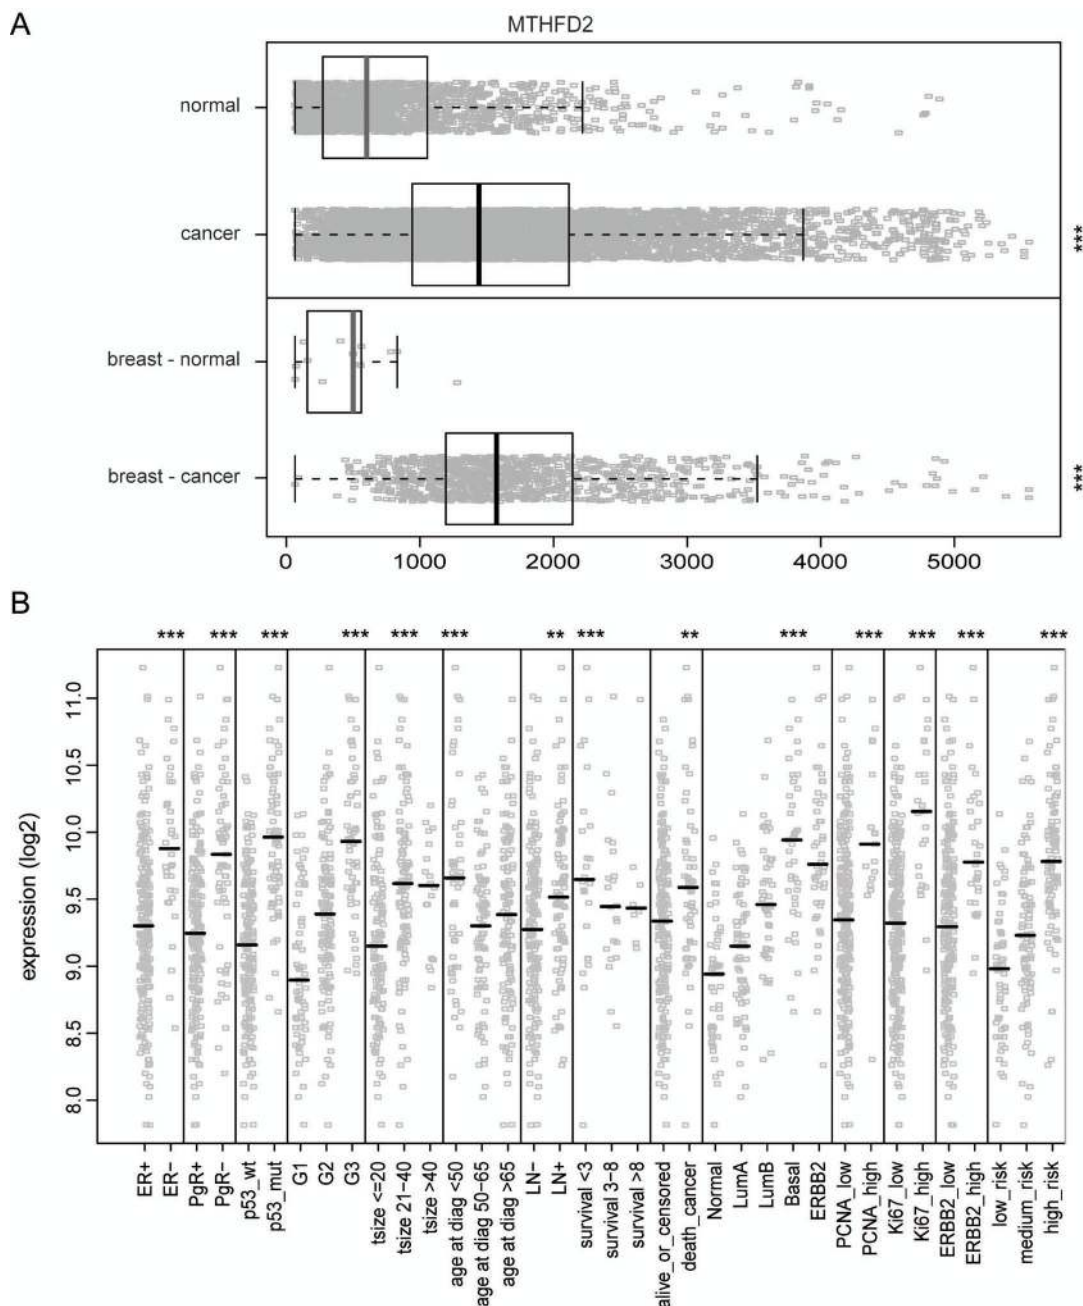 A
MTHFD2
normal
cancer
***
breast - normal
breast - cancer
***
0 1000 2000 3000 4000 5000
B
*** *** *** *** *** *** ** *** ** *** *** *** *** ***
expression (log2)
11.0
10.5
10.0
9.5
9.0
8.5
8.0
ER+
ER−
PgR+
PgR−
p53_wt
p53_mut
G1
G2
G3
tsize <=20
tsize 21−40
tsize >40
age at diag <50
age at diag 50−65
age at diag >65
LN−
LN+
survival <3
survival 3−8
survival >8
alive_or_censored
death_cancer
Normal
LumA
LumB
Basal
ERBB2
PCNA_low
PCNA_high
Ki67_low
Ki67_high
ERBB2_low
ERBB2_high
low_risk
medium_risk
high_risk